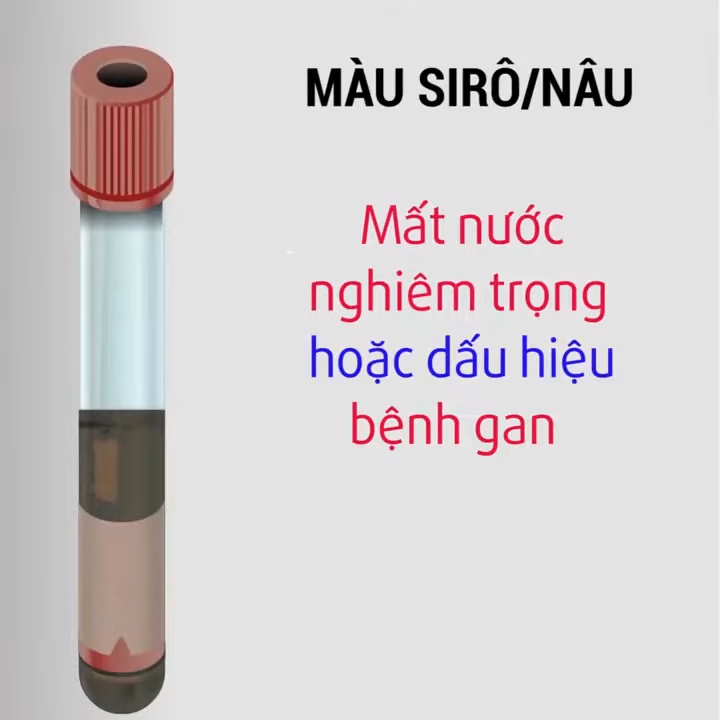 MÀU SIRÔ/NÂU
Mất nước
nghiêm trọng
hoặc dấu hiệu
bệnh gan